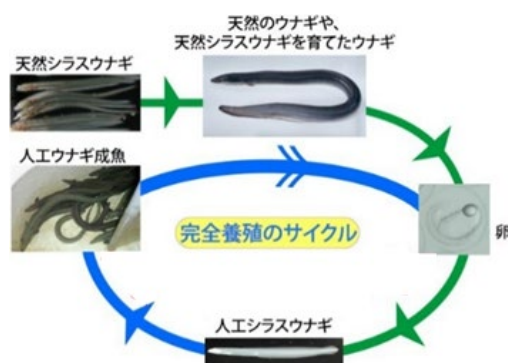 天然のウナギや、
天然シラスウナギを育てたウナギ
天然シラスウナギ
人工ウナギ成魚
完全養殖のサイクル
卵
人工シラスウナギ